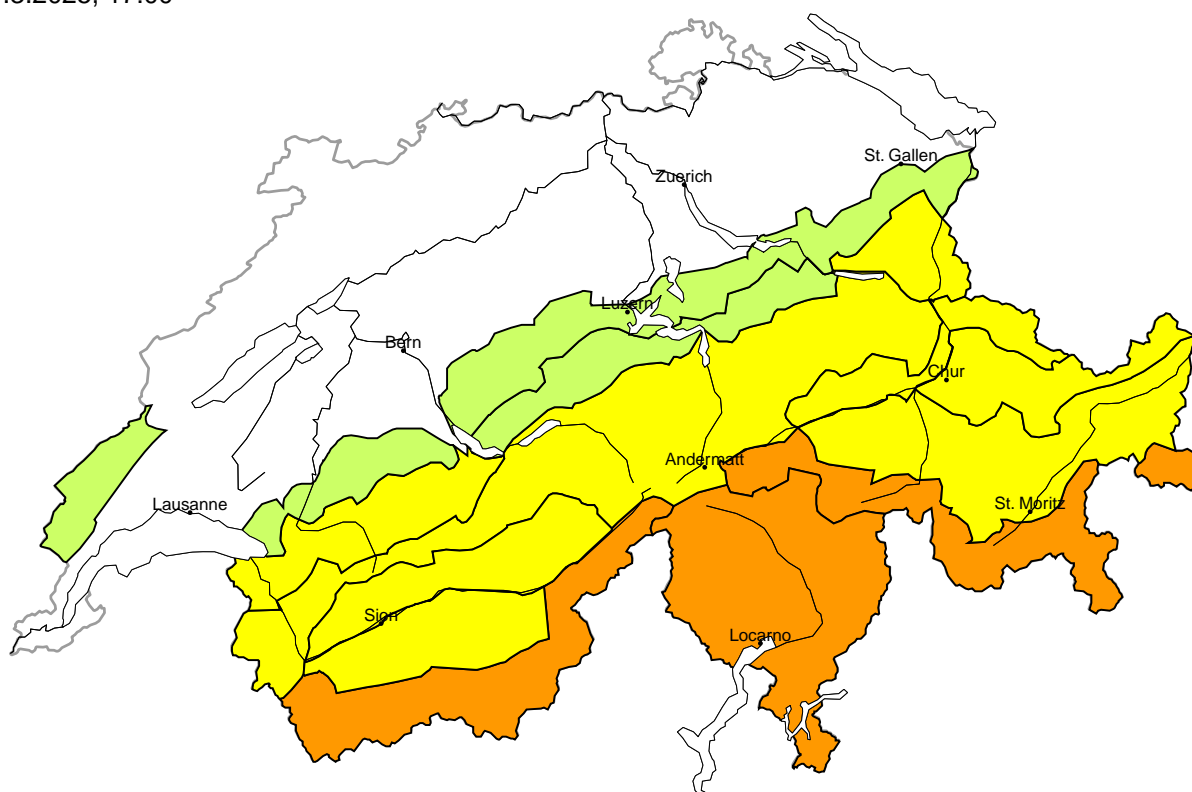 St. Gallen
Zuerich
Luzern
Bern
Chur
Andermatt
Lausanne
St. Moritz
Sion
Locarno